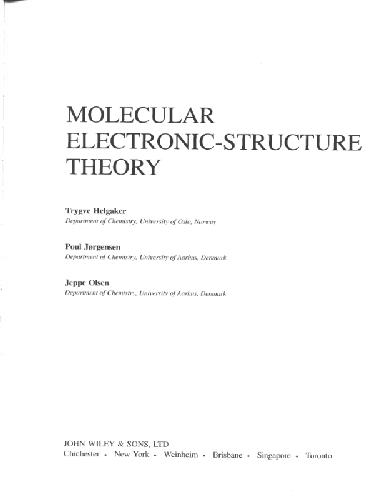 MOLECULAR
ELECTRONIC-STRUCTURE
THEORY
Trygve Helgaker
Department of Chemistry, University of Oslo, Norway
Poul Jørgensen
Department of Chemistry, University of Aarhus, Denmark
Jeppe Olsen
Department of Chemistry, University of Aarhus, Denmark
JOHN WILEY & SONS, LTD
Chichester • New York • Weinheim • Brisbane • Singapore • Toronto